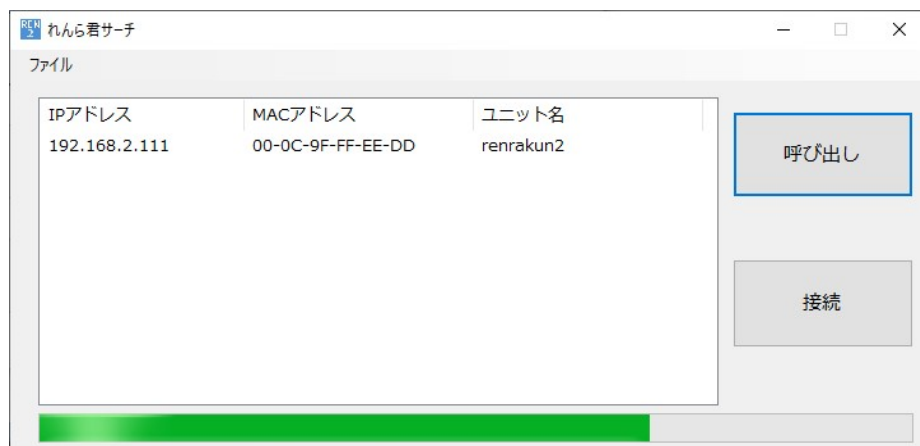 RCN
2
れんら君サーチ
ファイル
IPアドレス MACアドレス ユニット名
192.168.2.111 00-0C-9F-FF-EE-DD renrakun2
呼び出し
接続